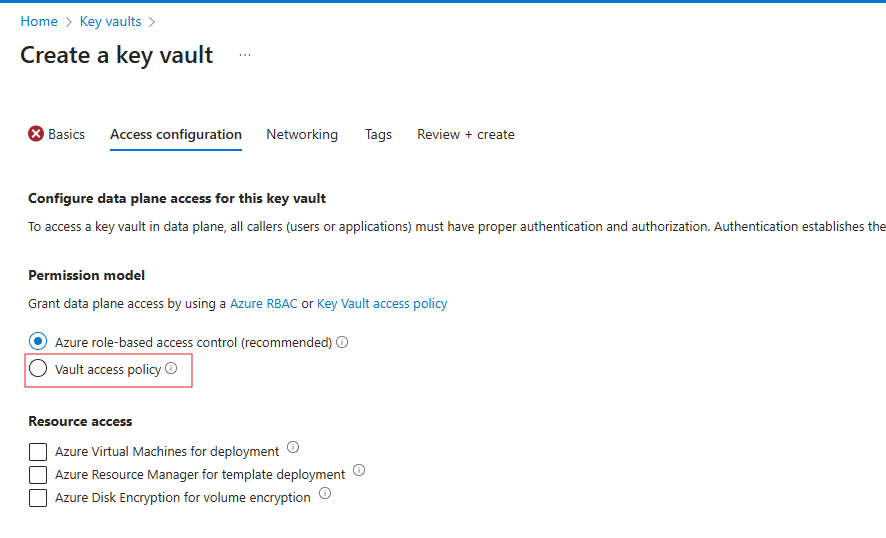 Home > Key vaults >
Create a key vault ...
Basics Access configuration Networking Tags Review + create
Configure data plane access for this key vault
To access a key vault in data plane, all callers (users or applications) must have proper authentication and authorization. Authentication establishes the
Permission model
Grant data plane access by using a Azure RBAC or Key Vault access policy
Azure role-based access control (recommended)
Vault access policy
Resource access
Azure Virtual Machines for deployment
Azure Resource Manager for template deployment
Azure Disk Encryption for volume encryption